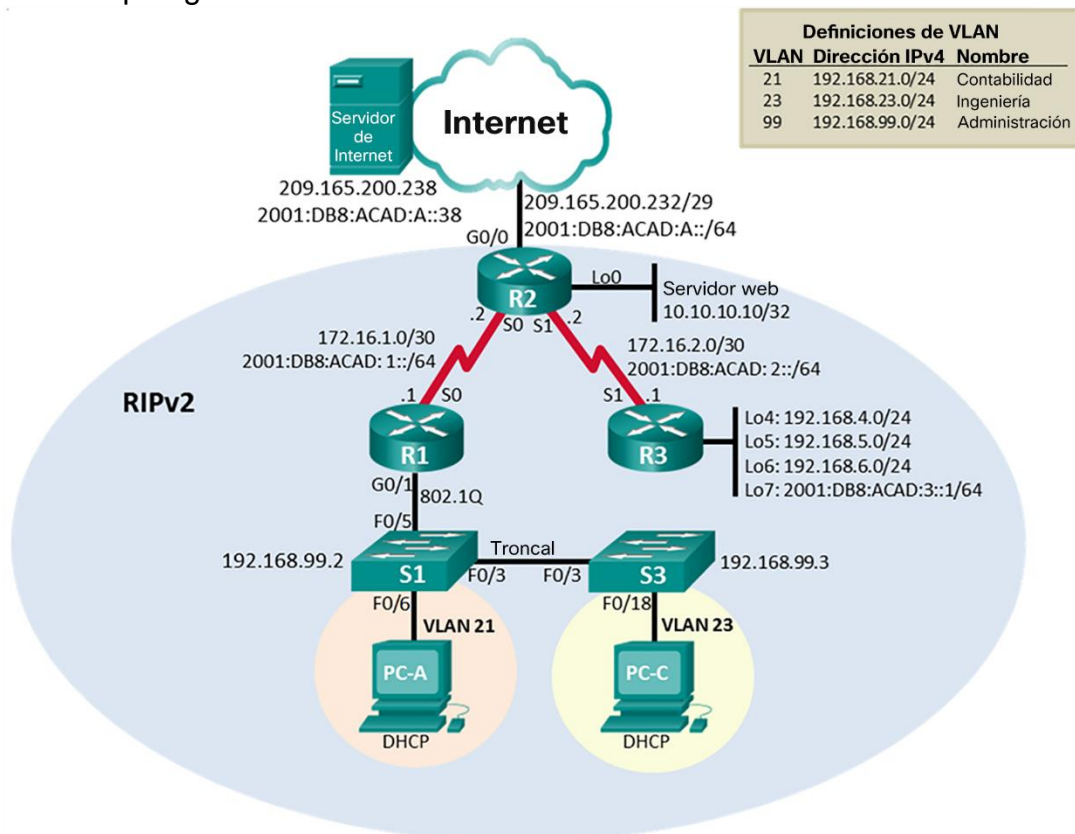 Definiciones de VLAN
VLAN Dirección IPv4 Nombre
21 192.168.21.0/24 Contabilidad
23 192.168.23.0/24 Ingeniería
99 192.168.99.0/24 Administración
Servidor
de
Internet
Internet
209.165.200.238
2001:DB8:ACAD:A::38
209.165.200.232/29
2001:DB8:ACAD:A::/64
G0/0
R2
Lo0
Servidor web
10.10.10.10/32
.2
S0
S1
.2
172.16.1.0/30
2001:DB8:ACAD: 1::/64
172.16.2.0/30
2001:DB8:ACAD: 2::/64
RIPv2
.1
S0
S1
.1
R1
R3
Lo4: 192.168.4.0/24
Lo5: 192.168.5.0/24
Lo6: 192.168.6.0/24
Lo7: 2001:DB8:ACAD:3::1/64
G0/1
802.1Q
F0/5
192.168.99.2
S1
F0/3
Troncal
F0/3
S3
192.168.99.3
F0/6
VLAN 21
F0/18
VLAN 23
PC-A
DHCP
PC-C
DHCP